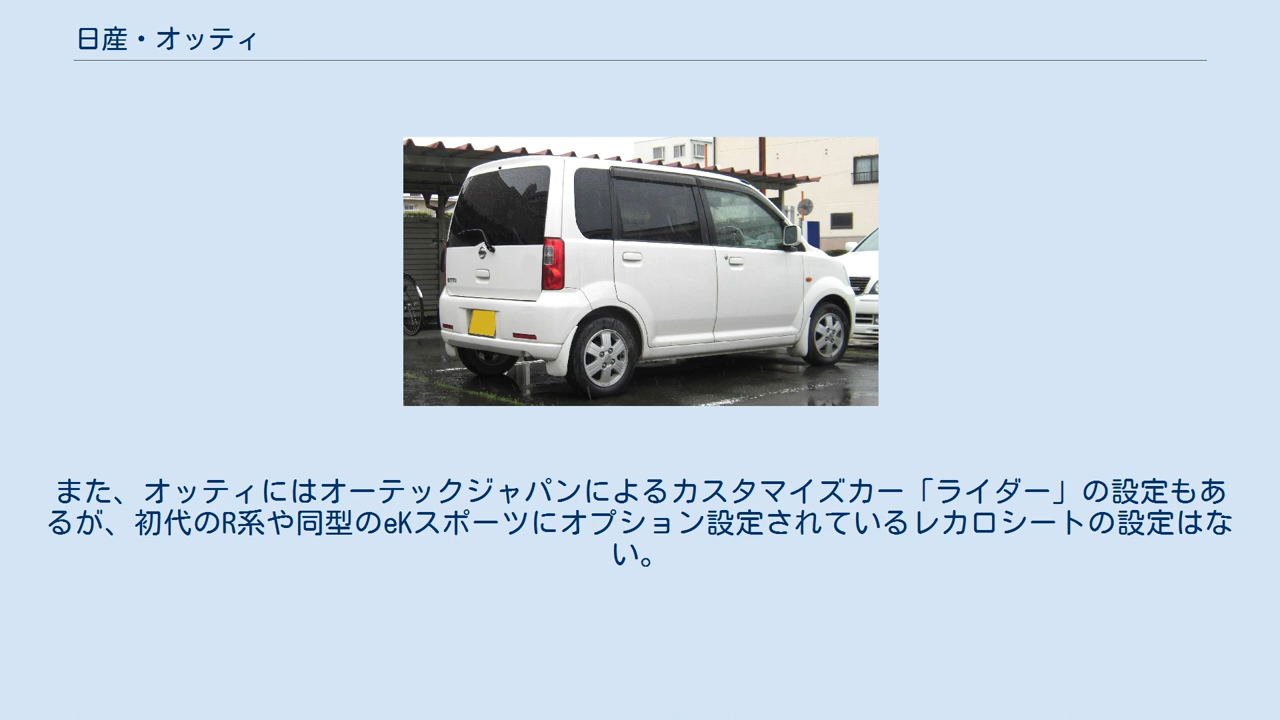 日産・オッティ
また、オッティにはオーテックジャパンによるカスタマイズカー「ライダー」の設定もあ
るが、初代のR系や同型のeKスポーツにオプション設定されているレカロシートの設定はな
い。